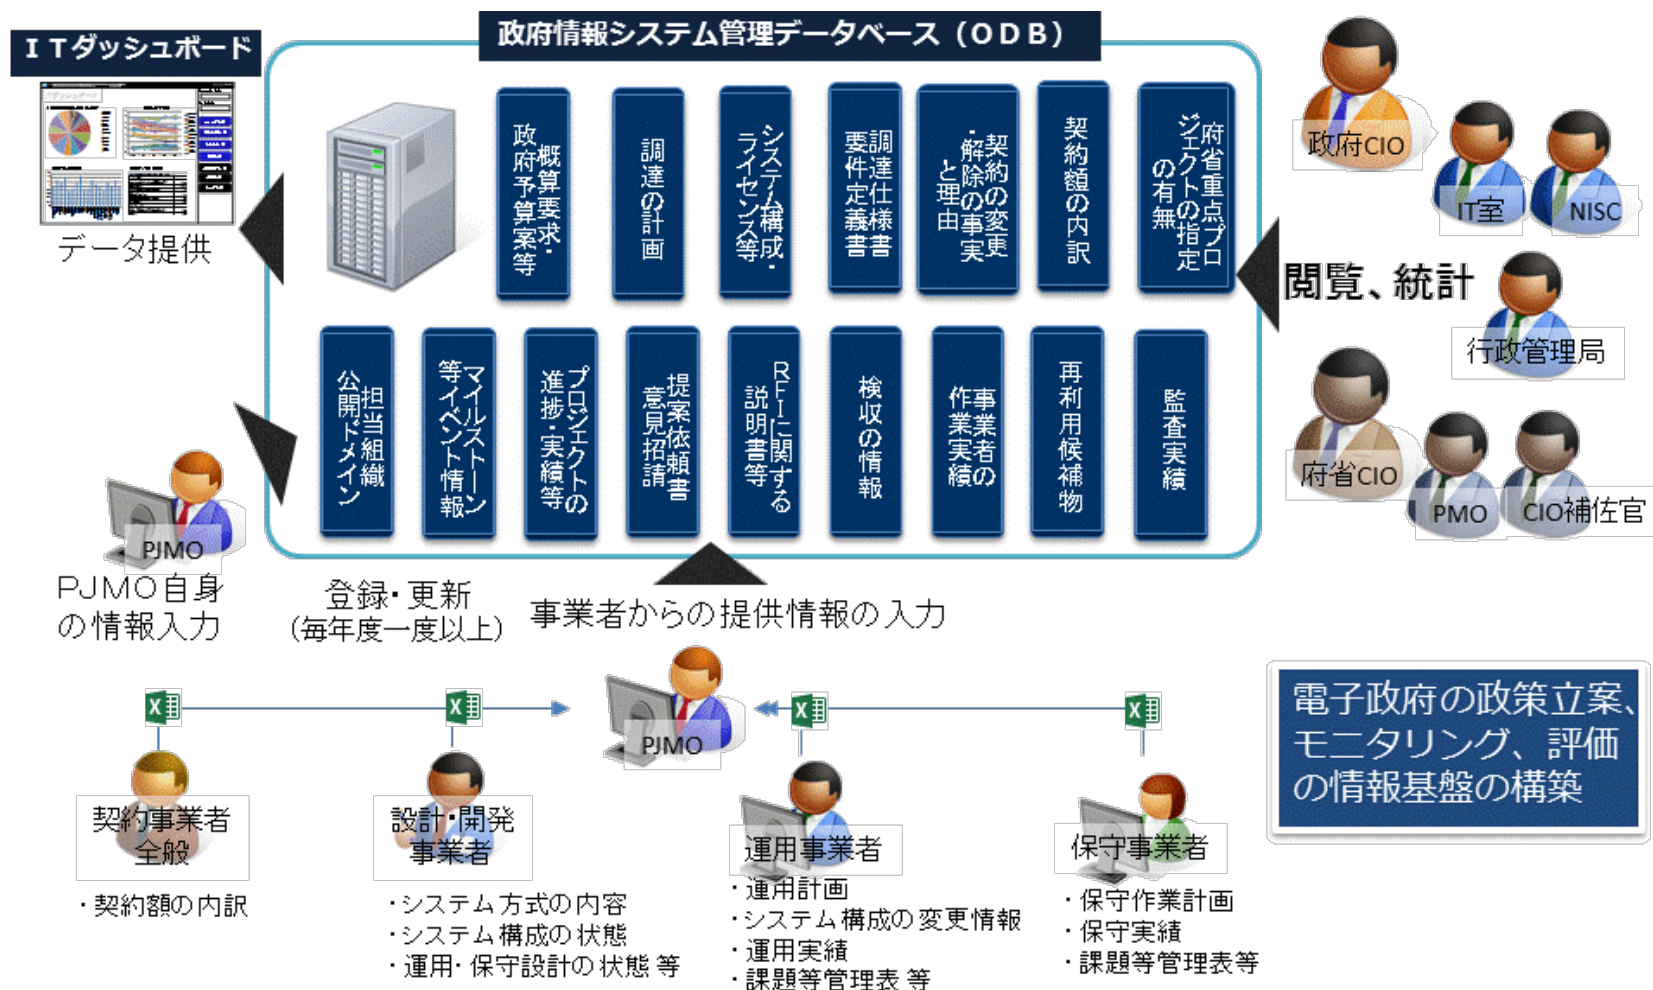 ITダッシュボード
データ提供
政府情報システム管理データベース（ODB）
概算要求・
政府予算案等
調達の計画
システム構成・
ライセンス等
調達仕様書
要件定義書
契約の変更
・解除の事実
と理由
契約額の内訳
府省重点プロ
ジェクトの指定
の有無
担当組織
公開ドメイン
マイルストーン
等イベント情報
プロジェクトの
進捗・実績等
提案依頼書
意見招請
RFIに関する
説明書等
検収の情報
事業者の
作業実績
再利用候補物
監査実績
政府CIO
IT室
NISC
閲覧、統計
行政管理局
府省CIO
PMO
CIO補佐官
PJMO
PJMO自身
の情報入力
登録・更新
（毎年度一度以上）
事業者からの提供情報の入力
PJMO
電子政府の政策立案、
モニタリング、評価
の情報基盤の構築
契約事業者
全般
・契約額の内訳
設計・開発
事業者
・システム方式の内容
・システム構成の状態
・運用・保守設計の状態 等
運用事業者
・運用計画
・システム構成の変更情報
・運用実績
・課題等管理表 等
保守事業者
・保守作業計画
・保守実績
・課題等管理表等